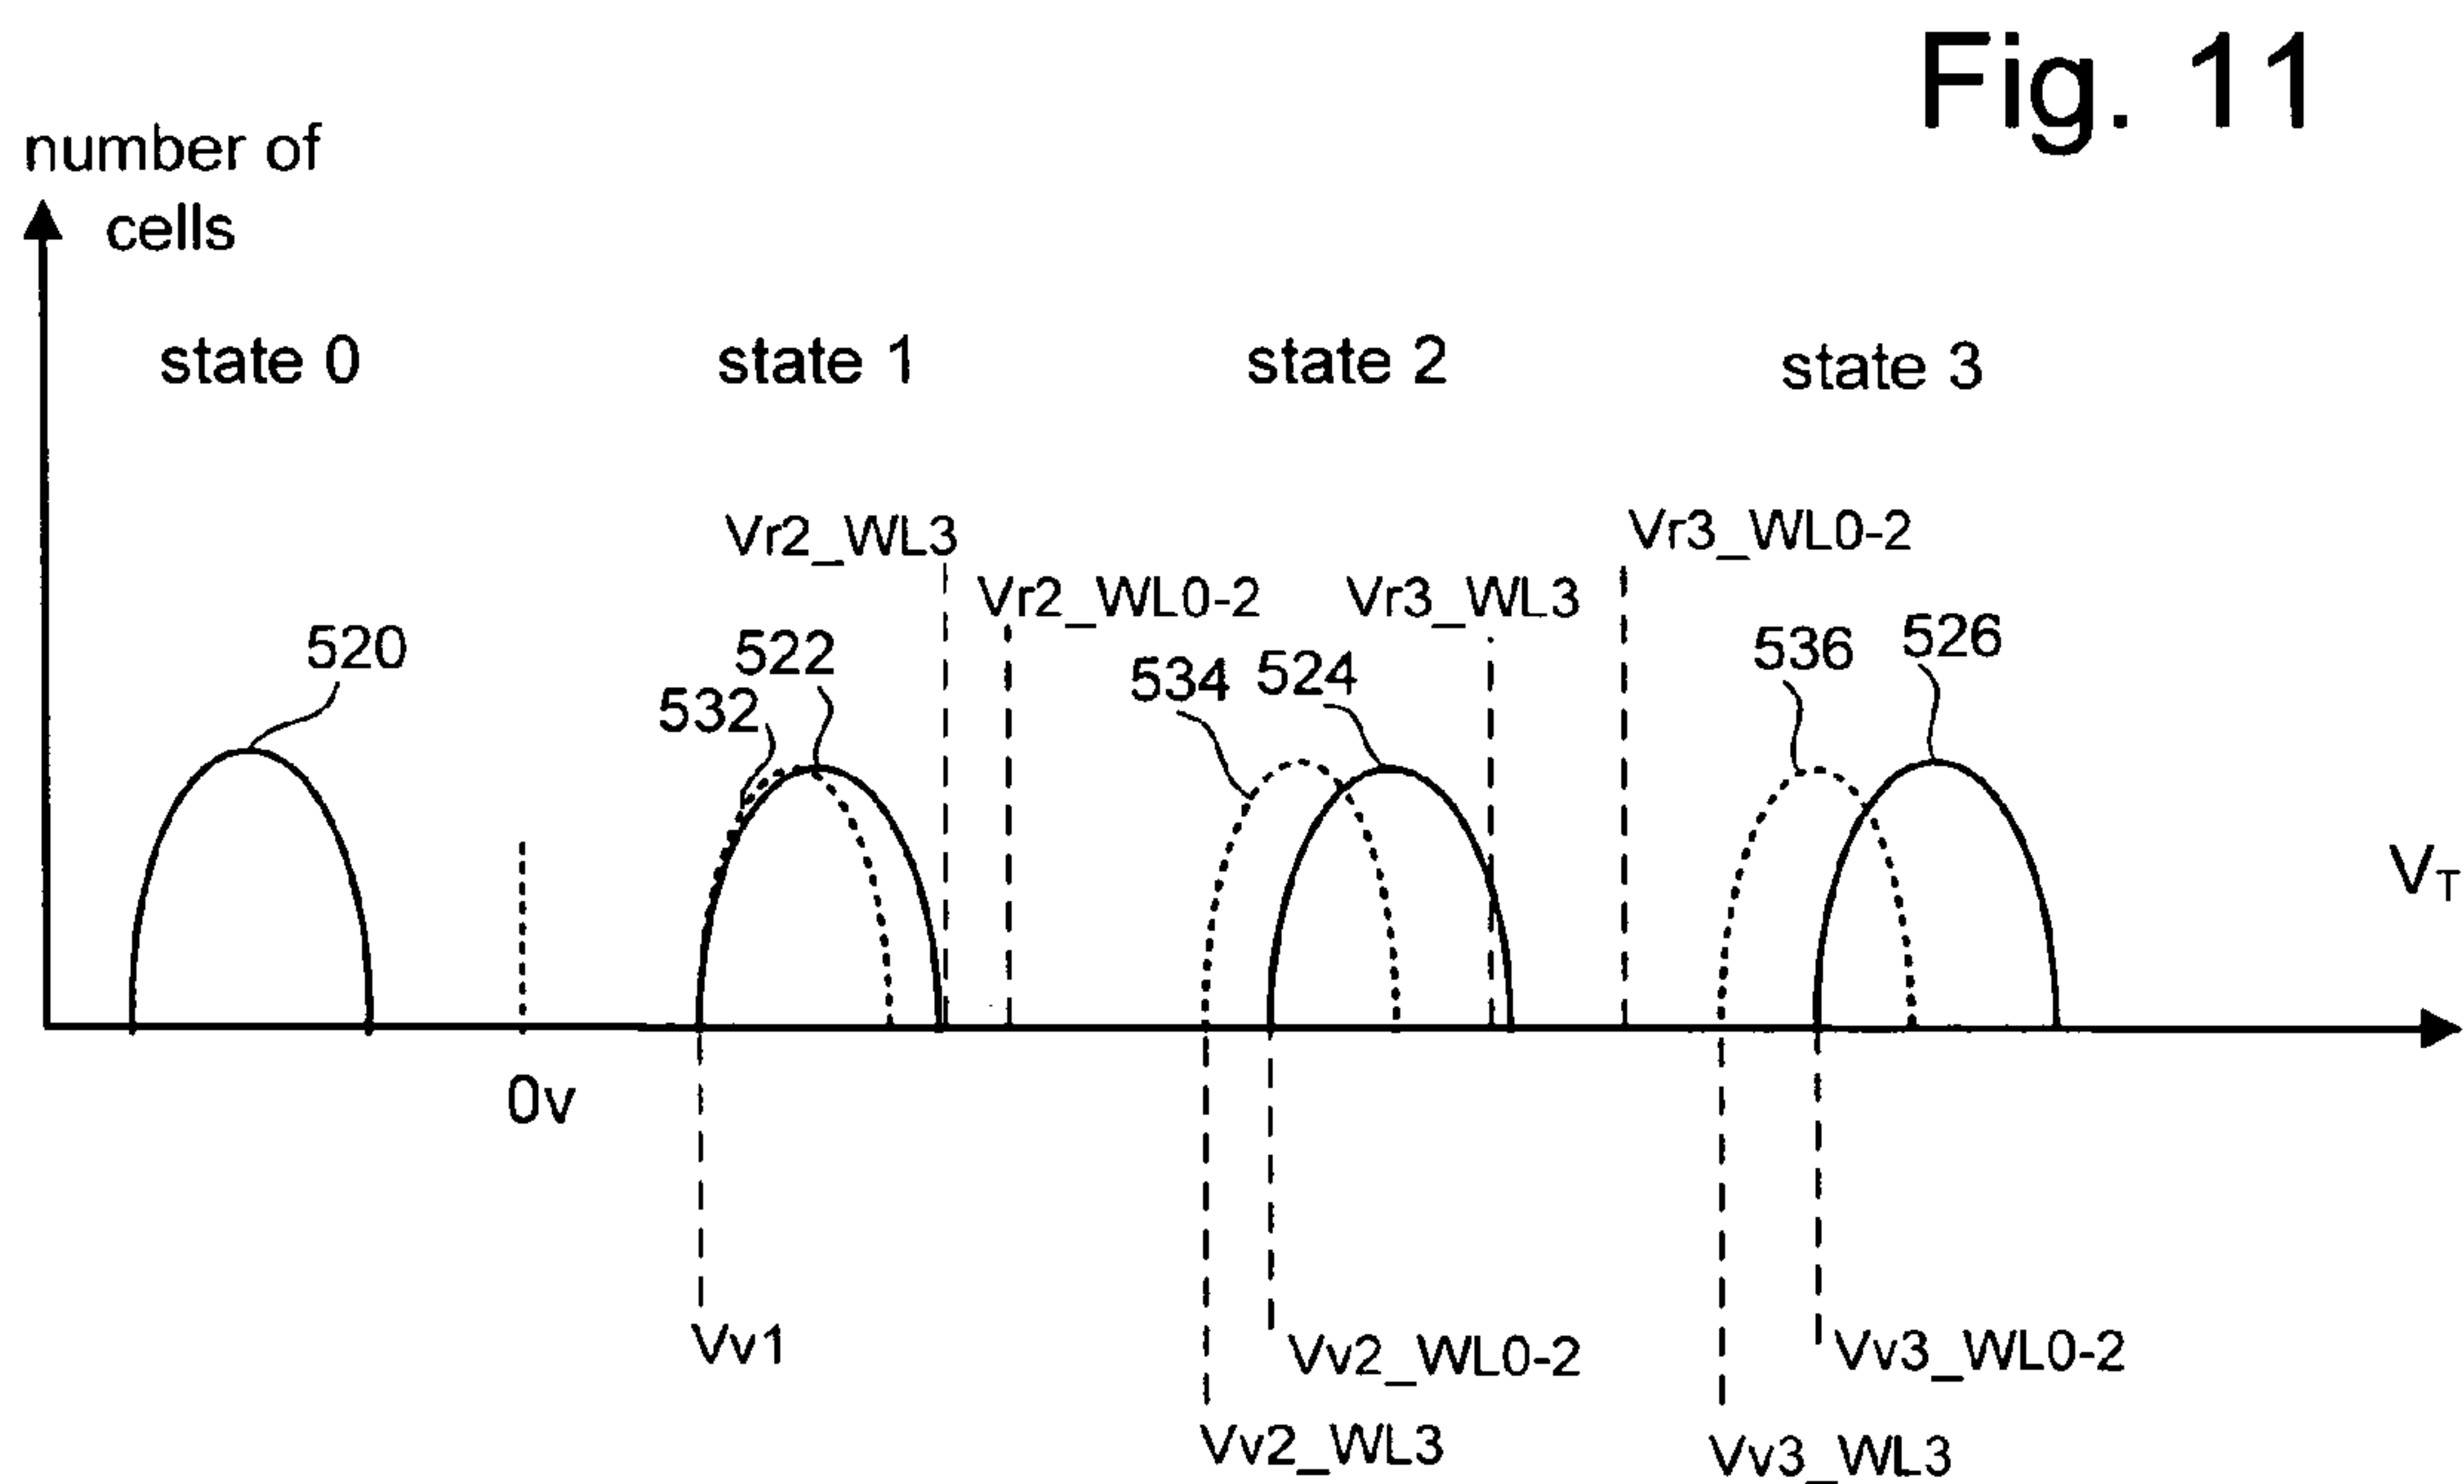 Fig. 11
number of
cells
state 0
state 1
state 2
state 3
Vr2_WL3
Vr3_WL0-2
Vr2_WL0-2
Vr3_WL3
520
522
532
534
524
536
526
VT
0v
Vv1
Vv2_WL0-2
Vv3_WL0-2
Vv2_WL3
Vv3_WL3